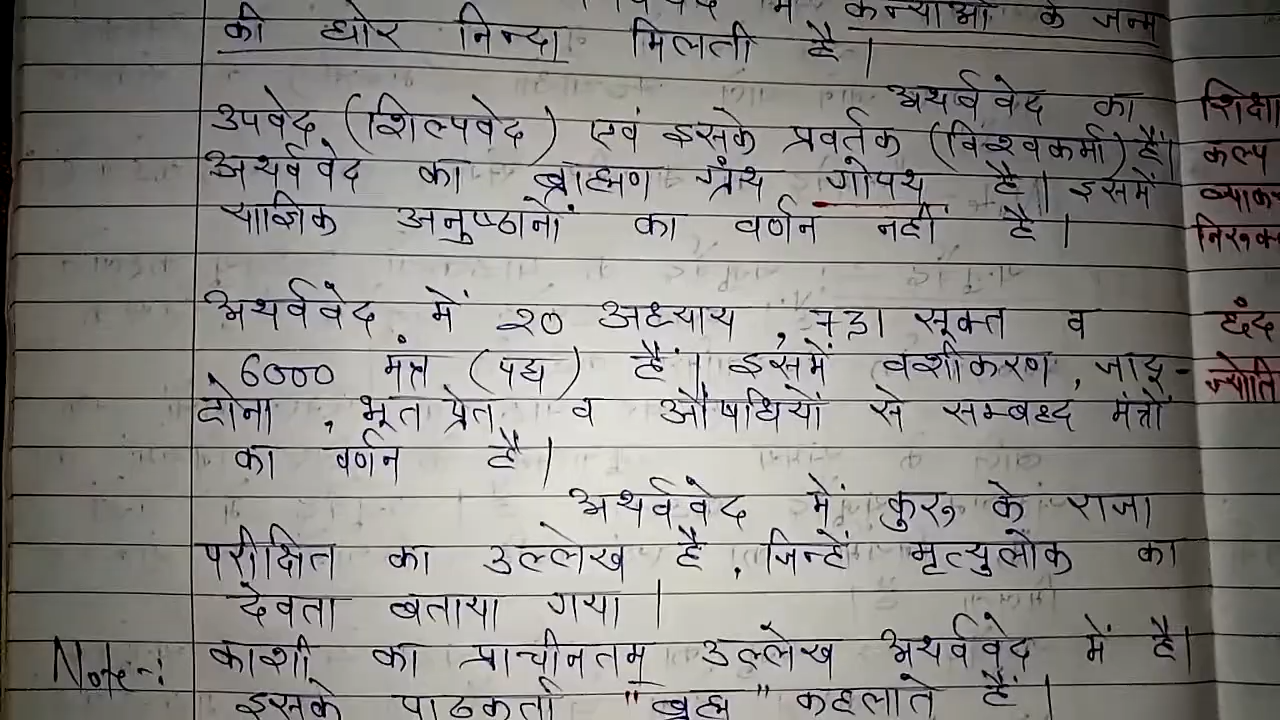 में कन्याओं के जन्म
की घोर निन्दा मिलती है।
अथर्ववेद का
उपवेद (शिल्पवेद) एवं इसके प्रवर्तक (विश्वकर्मा) हैं।
अथर्ववेद का ब्राह्मण ग्रंथ गोपथ है। इसमें
याज्ञिक अनुष्ठानों का वर्णन नहीं है।
अथर्ववेद में 20 अध्याय, 731 सूक्त व
6000 मंत्र (पद्य) हैं। इसमें वशीकरण, जादू-
टोना, भूत प्रेत व औषधियों से सम्बद्ध मंत्रों
का वर्णन है।
अथर्ववेद में कुरु के राजा
परीक्षित का उल्लेख है, जिन्हें मृत्युलोक का
देवता बताया गया।
Note-: काशी का प्राचीनतम उल्लेख अथर्ववेद में है।
इसके पाठकर्ता "ब्रह्म" कहलाते हैं।
शिक्षा
कल्प
व्याक
निरुक्
छंद
ज्योति